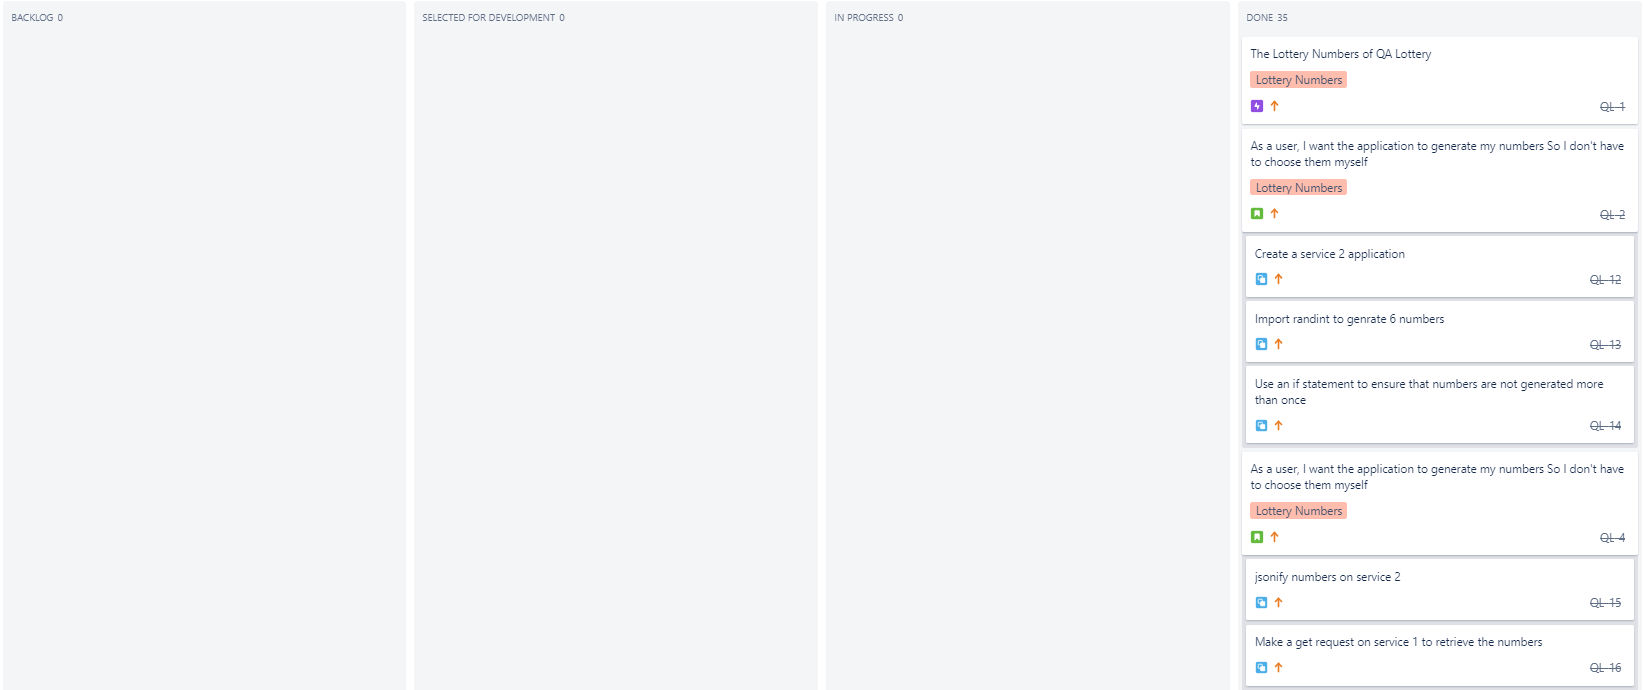 BACKLOG 0
SELECTED FOR DEVELOPMENT 0
IN PROGRESS 0
DONE 35
The Lottery Numbers of QA Lottery
Lottery Numbers
QL-1
As a user, I want the application to generate my numbers So I don't have
to choose them myself
Lottery Numbers
QL-2
Create a service 2 application
QL-12
Import randint to genrate 6 numbers
QL-13
Use an if statement to ensure that numbers are not generated more
than once
QL-14
As a user, I want the application to generate my numbers So I don't have
to choose them myself
Lottery Numbers
QL-4
jsonify numbers on service 2
QL-15
Make a get request on service 1 to retrieve the numbers
QL-16